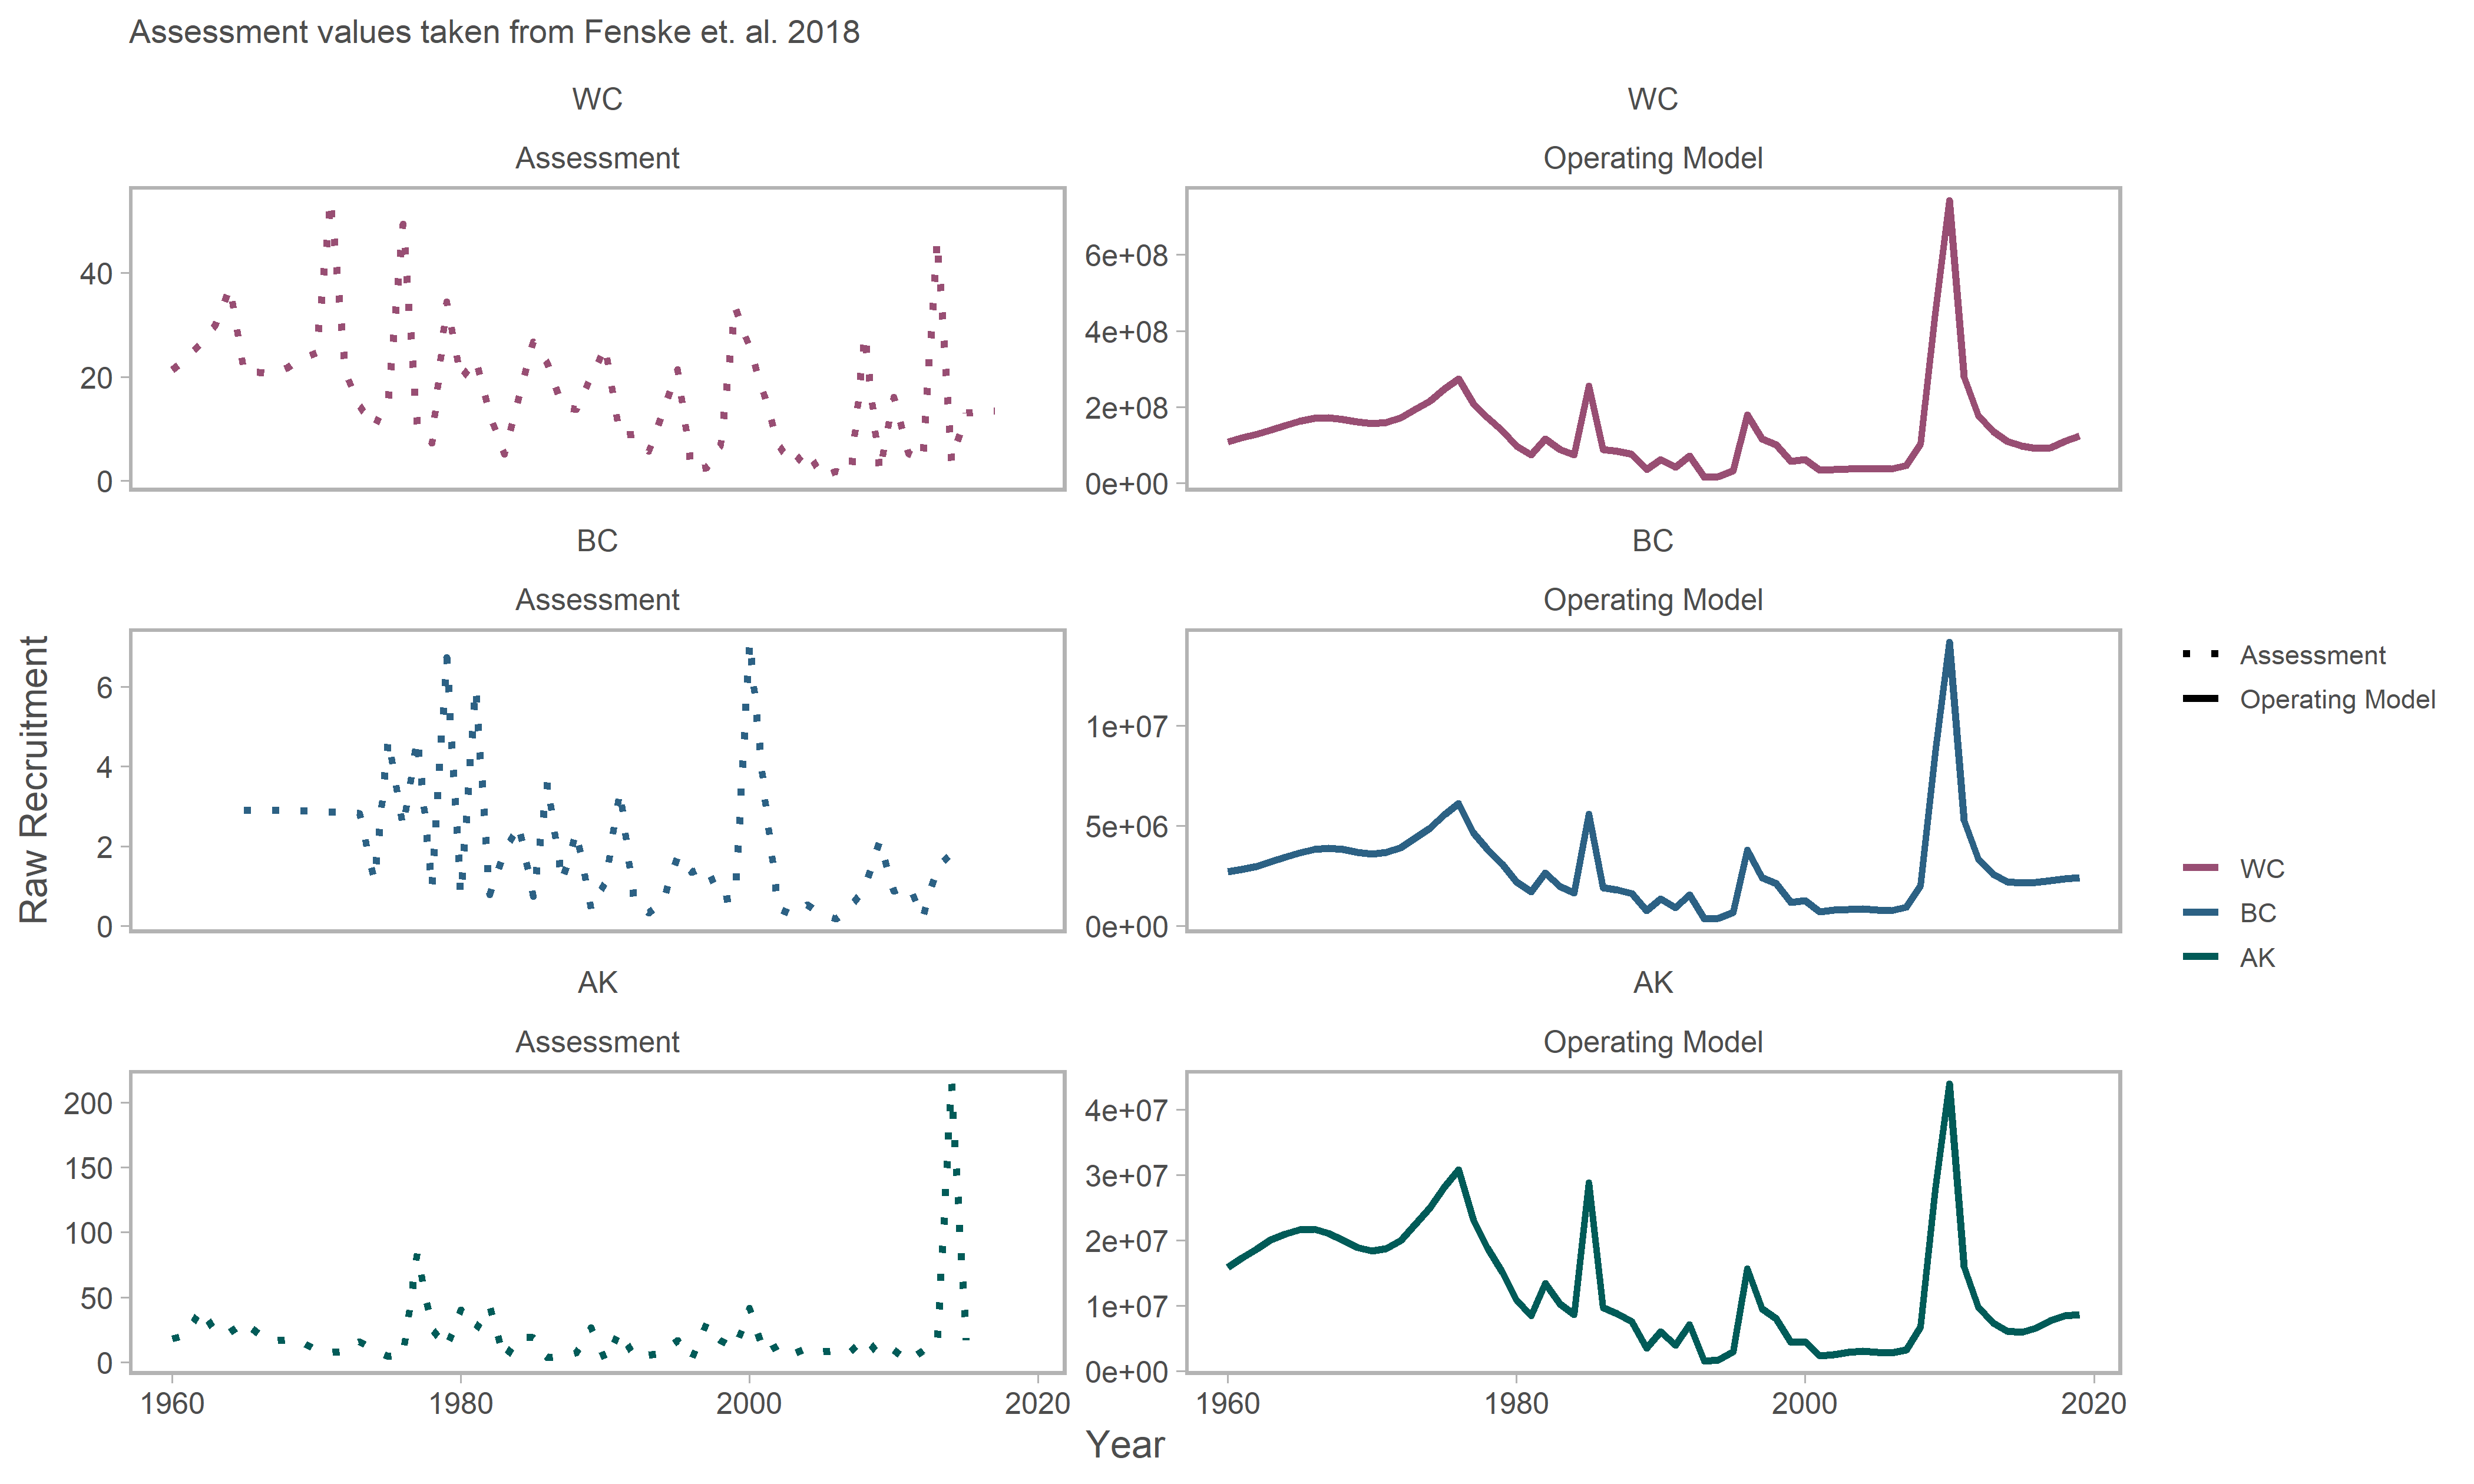 Assessment values taken from Fenske et. al. 2018
WC
Assessment
WC
Operating Model
40
20
0
6e+08
4e+08
2e+08
0e+00
BC
Assessment
BC
Operating Model
6
4
2
0
1e+07
5e+06
0e+00
AK
Assessment
AK
Operating Model
200
150
100
50
0
4e+07
3e+07
2e+07
1e+07
0e+00
1960 1980 2000 2020
1960 1980 2000 2020
Year
Raw Recruitment
Assessment
Operating Model
WC
BC
AK